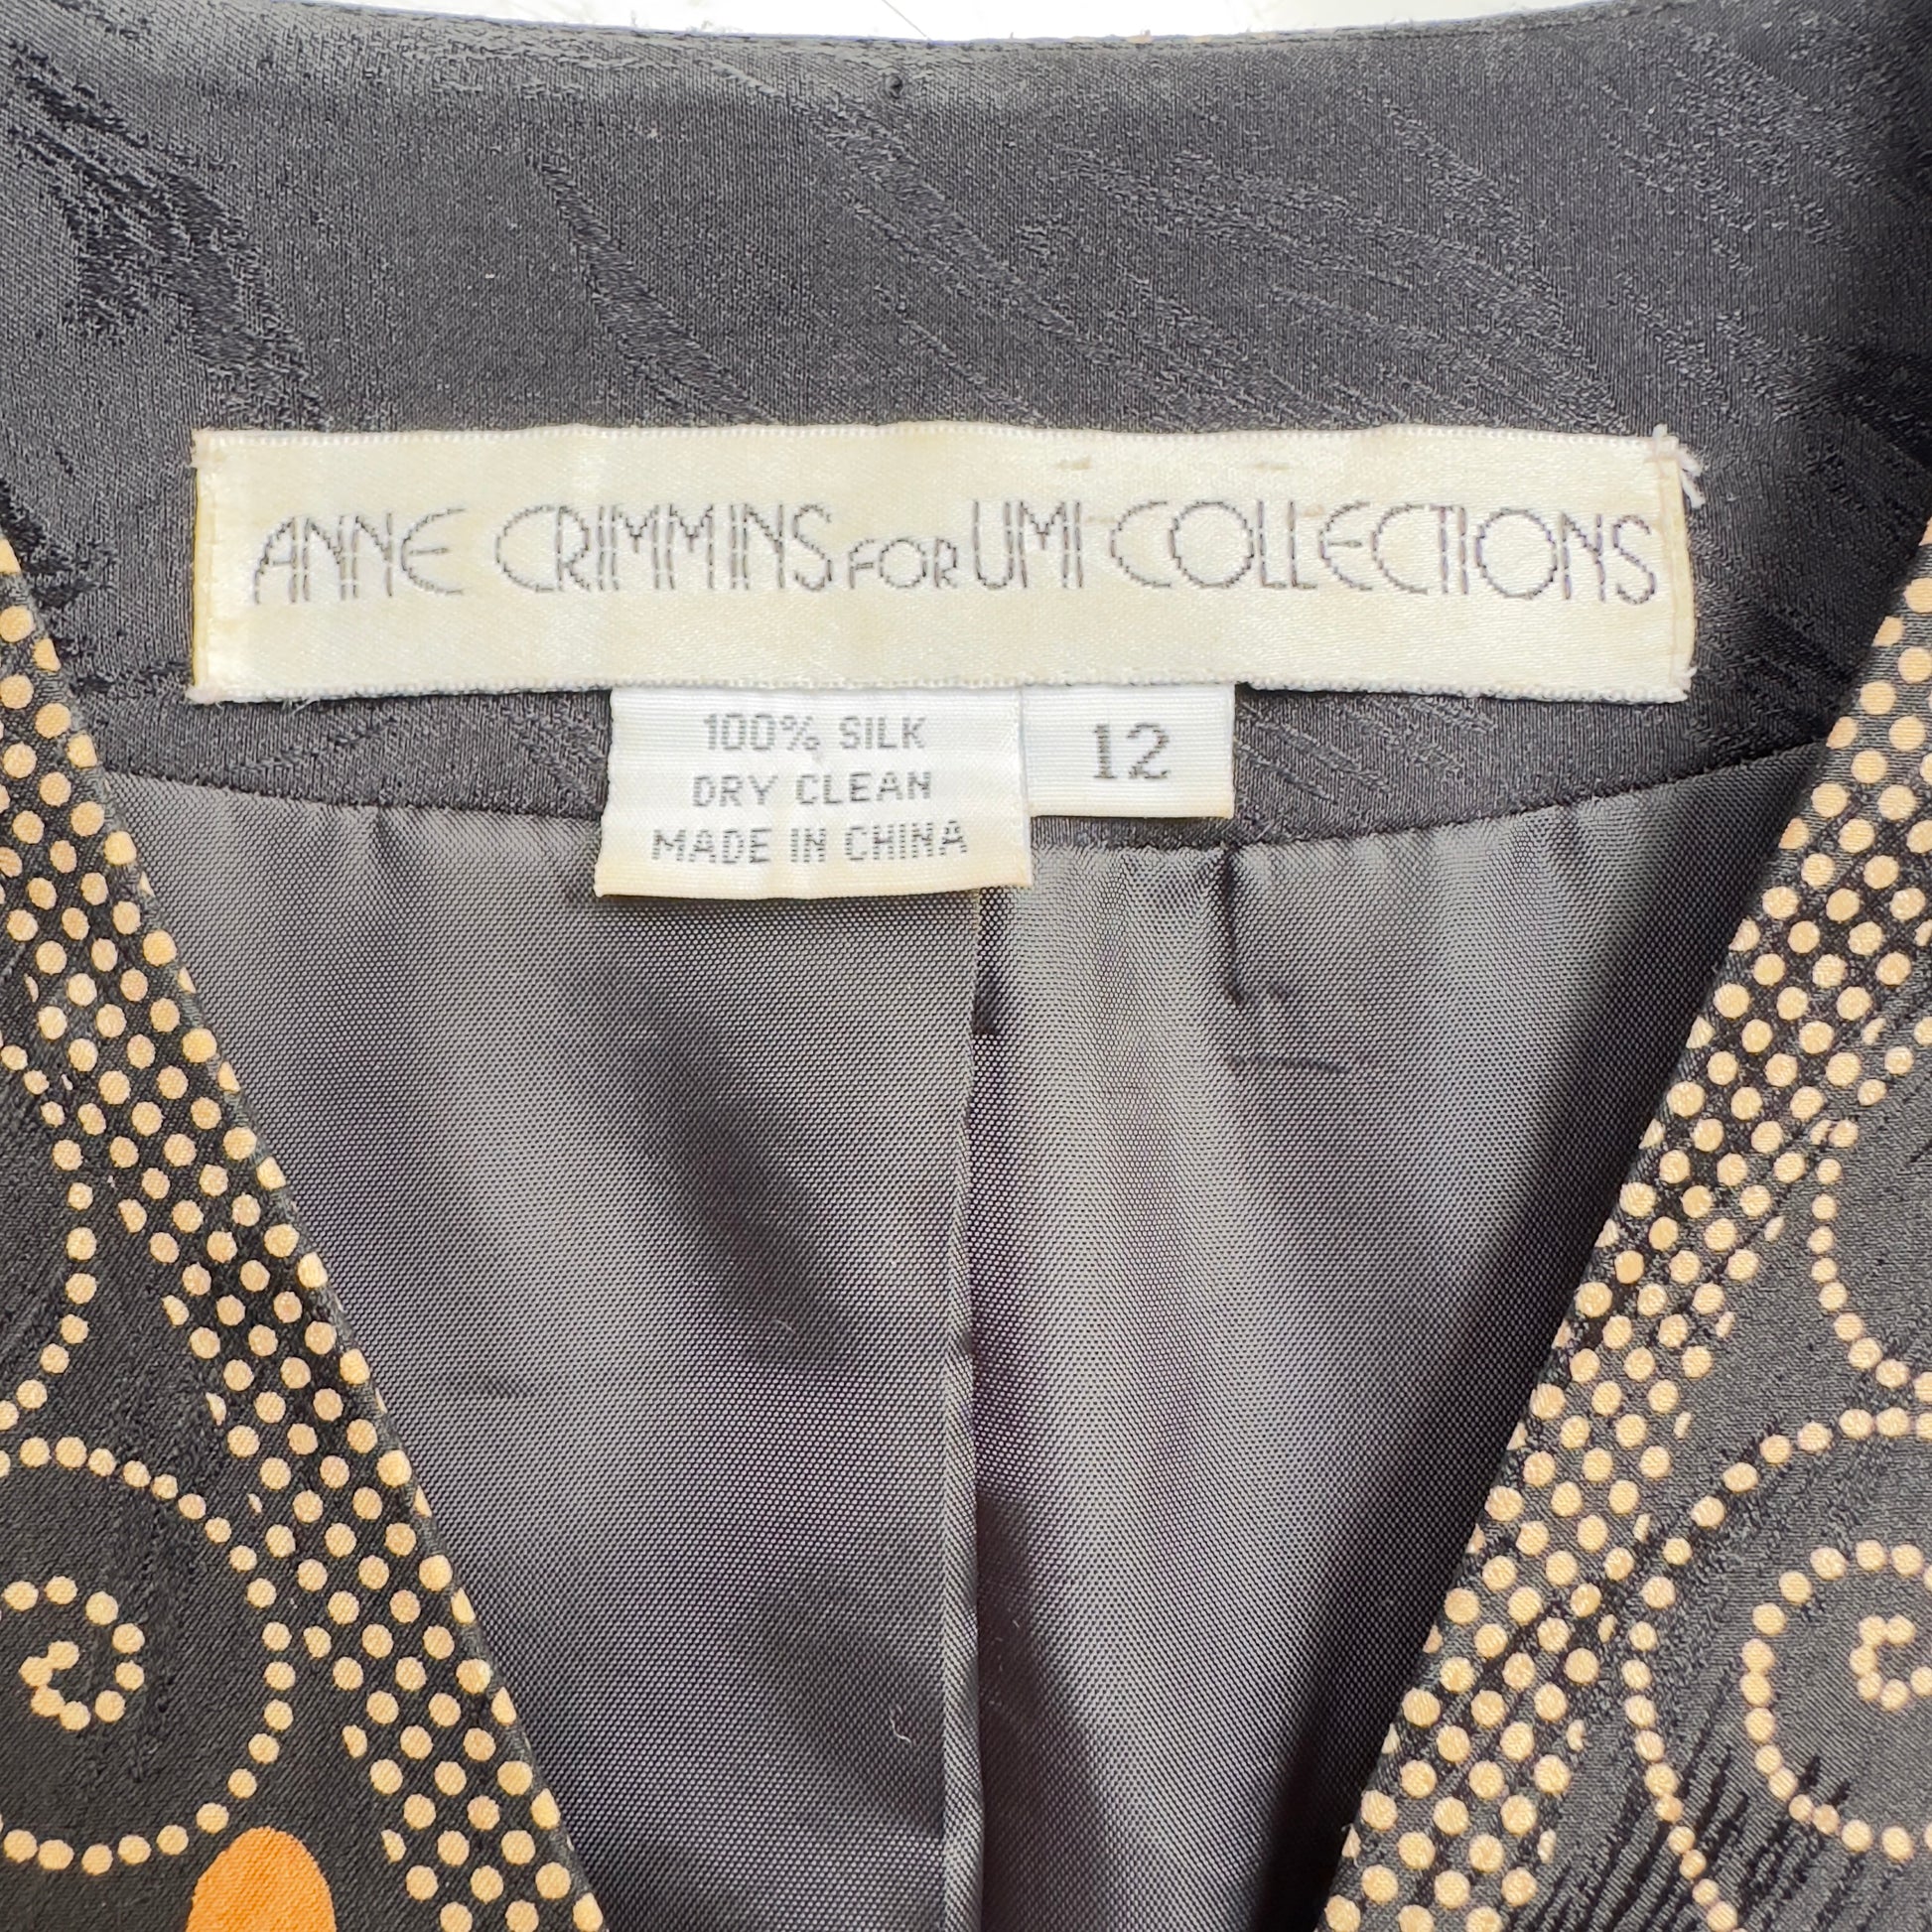 ANNE CRIMMINS FOR UMI COLLECTIONS
100% SILK
DRY CLEAN
MADE IN CHINA
12